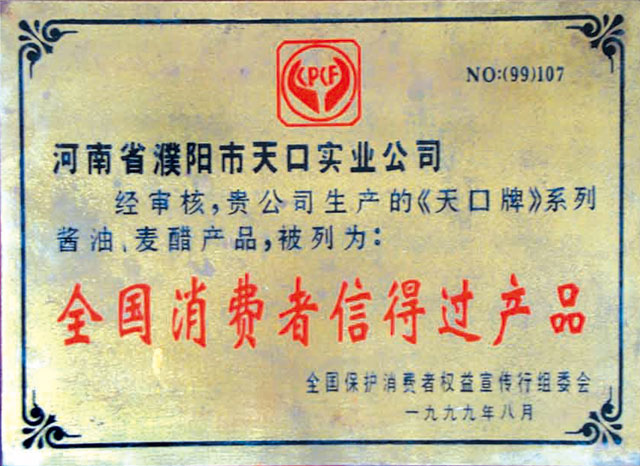 CPCF
NO:(99)107
河南省濮阳市天口实业公司
经审核,贵公司生产的《天口牌》系列
酱油、麦醋产品,被列为:
全国消费者信得过产品
全国保护消费者权益宣传行组委会
一九九九年八月